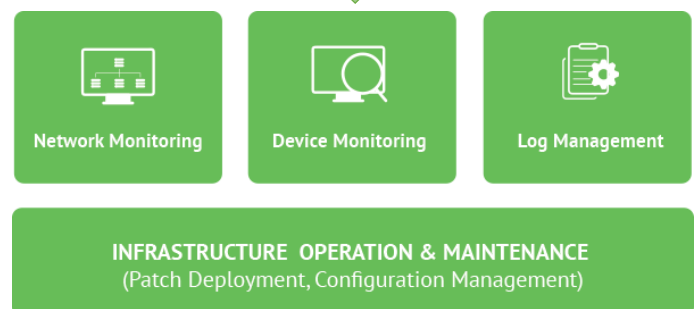 Network Monitoring
Device Monitoring
Log Management
INFRASTRUCTURE OPERATION & MAINTENANCE
(Patch Deployment, Configuration Management)